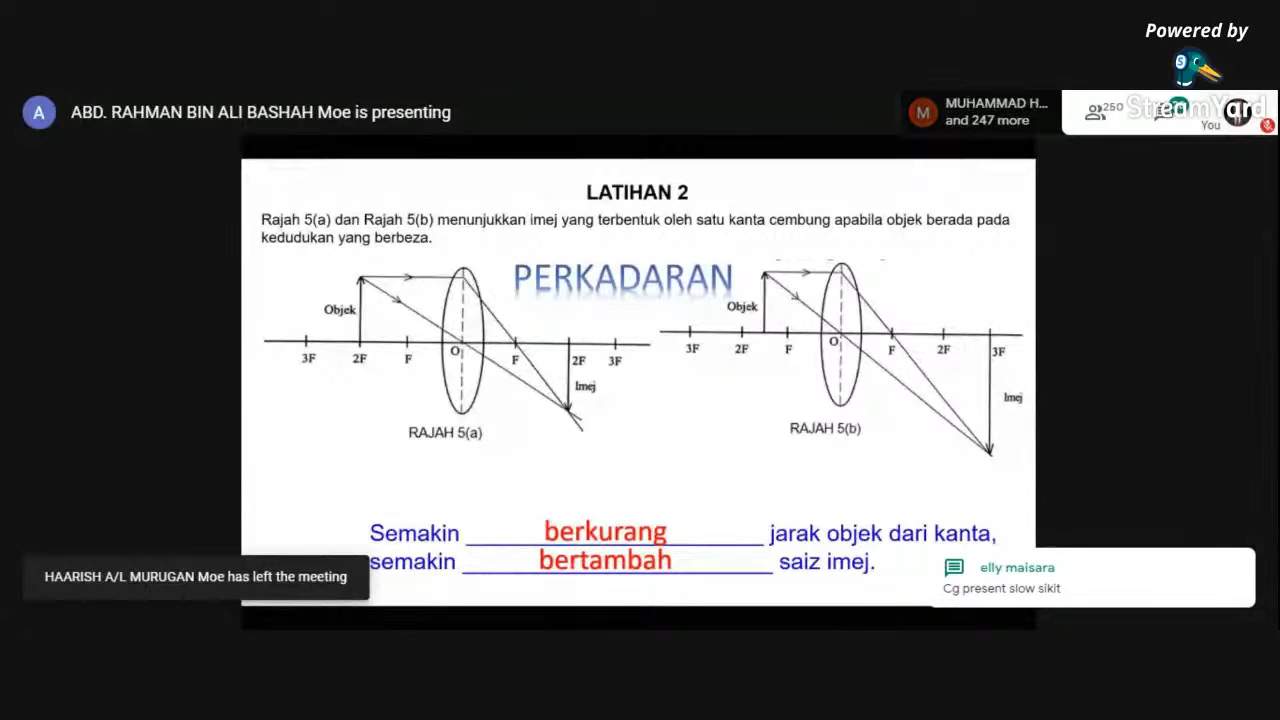 Powered by
StreamYard
A ABD. RAHMAN BIN ALI BASHAH Moe is presenting
M MUHAMMAD H...
and 247 more
250
You
LATIHAN 2
Rajah 5(a) dan Rajah 5(b) menunjukkan imej yang terbentuk oleh satu kanta cembung apabila objek berada pada
kedudukan yang berbeza.
PERKADARAN
Objek
3F 2F F O F 2F 3F
Imej
RAJAH 5(a)
Objek
3F 2F F O F 2F 3F
Imej
RAJAH 5(b)
Semakin berkurang jarak objek dari kanta,
semakin bertambah saiz imej.
HAARISH A/L MURUGAN Moe has left the meeting
elly maisara
Cg present slow sikit